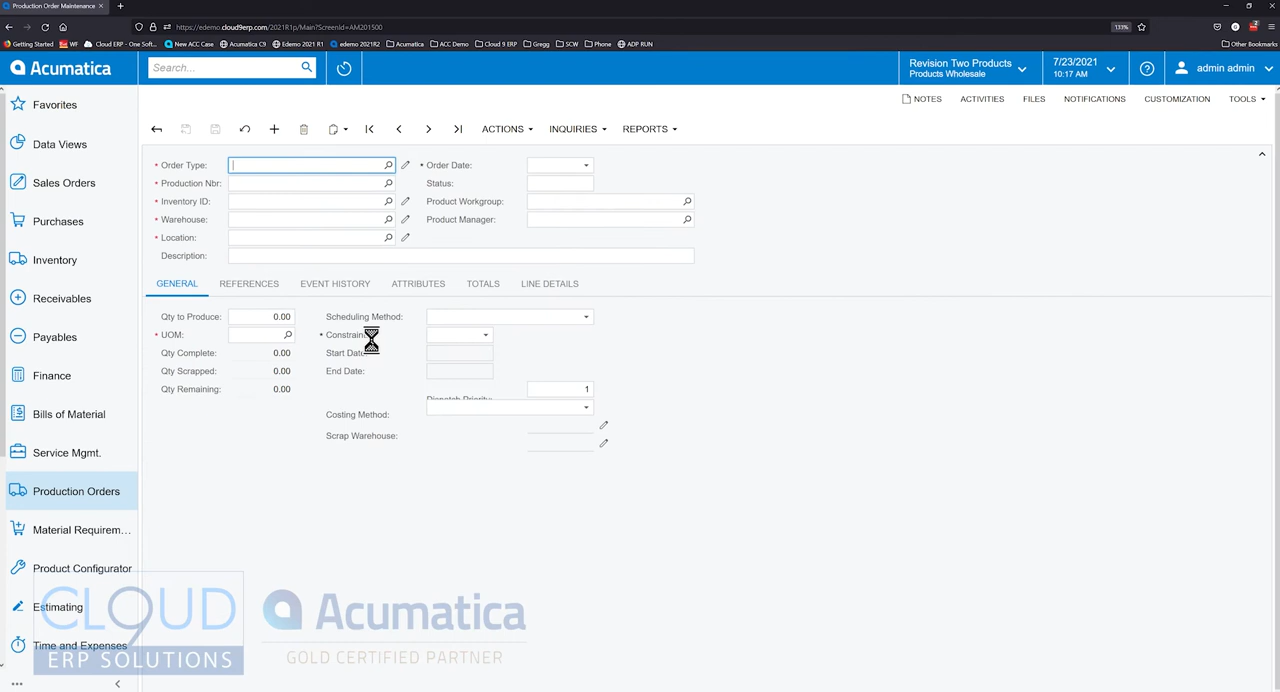 Production Order Maintenance
https://edemo.cloud9erp.com/2021R1p/Main?ScreenId=AM201500
133%
Getting Started WF Cloud ERP - One Soft... New ACC Case Acumatica C9 Edemo 2021 R1 edemo 2021R2 Acumatica ACC Demo Cloud 9 ERP Gregg SCW Phone ADP RUN Other Bookmarks
Acumatica
Search...
Revision Two Products
Products Wholesale
7/23/2021
10:17 AM
admin admin
NOTES ACTIVITIES FILES NOTIFICATIONS CUSTOMIZATION TOOLS
ACTIONS INQUIRIES REPORTS
Favorites
Data Views
Sales Orders
Purchases
Inventory
Receivables
Payables
Finance
Bills of Material
Service Mgmt.
Production Orders
Material Requirem...
Product Configurator
Estimating
Time and Expenses
* Order Type:
* Production Nbr:
* Inventory ID:
* Warehouse:
* Location:
Description:
* Order Date:
Status:
Product Workgroup:
Product Manager:
GENERAL REFERENCES EVENT HISTORY ATTRIBUTES TOTALS LINE DETAILS
Qty to Produce: 0.00
* UOM:
Qty Complete: 0.00
Qty Scrapped: 0.00
Qty Remaining: 0.00
Scheduling Method:
* Constrain
Start Date:
End Date:
Dispatch Priority: 1
Costing Method:
Scrap Warehouse:
CLOUD9
ERP SOLUTIONS
Acumatica
GOLD CERTIFIED PARTNER